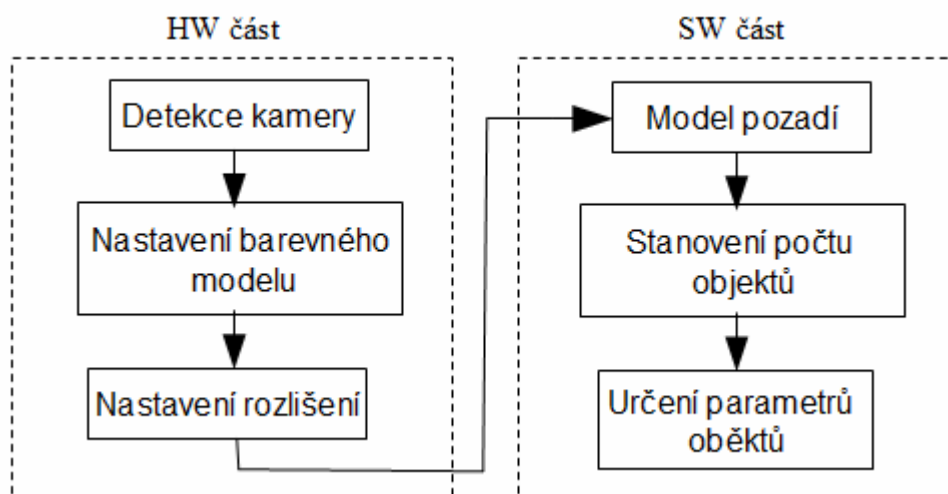 HW část
Detekce kamery
Nastavení barevného
modelu
Nastavení rozlišení
SW část
Model pozadí
Stanovení počtu
objektů
Určení parametrů
oběktů